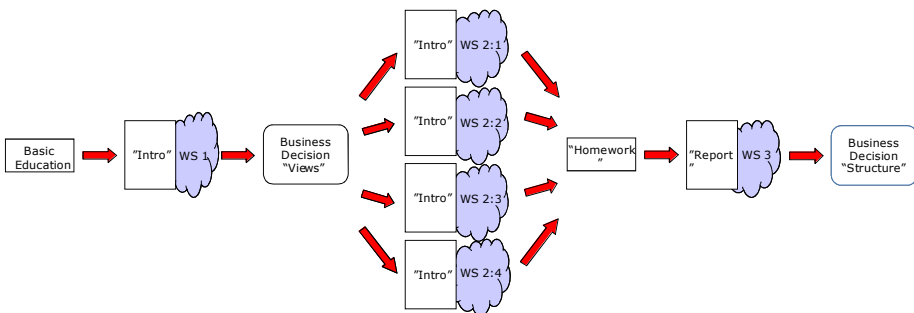 Basic
Education
”Intro”
WS 1
Business
Decision
“Views”
”Intro”
WS 2:1
”Intro”
WS 2:2
”Intro”
WS 2:3
”Intro”
WS 2:4
“Homework
”
”Report
”
WS 3
Business
Decision
“Structure”